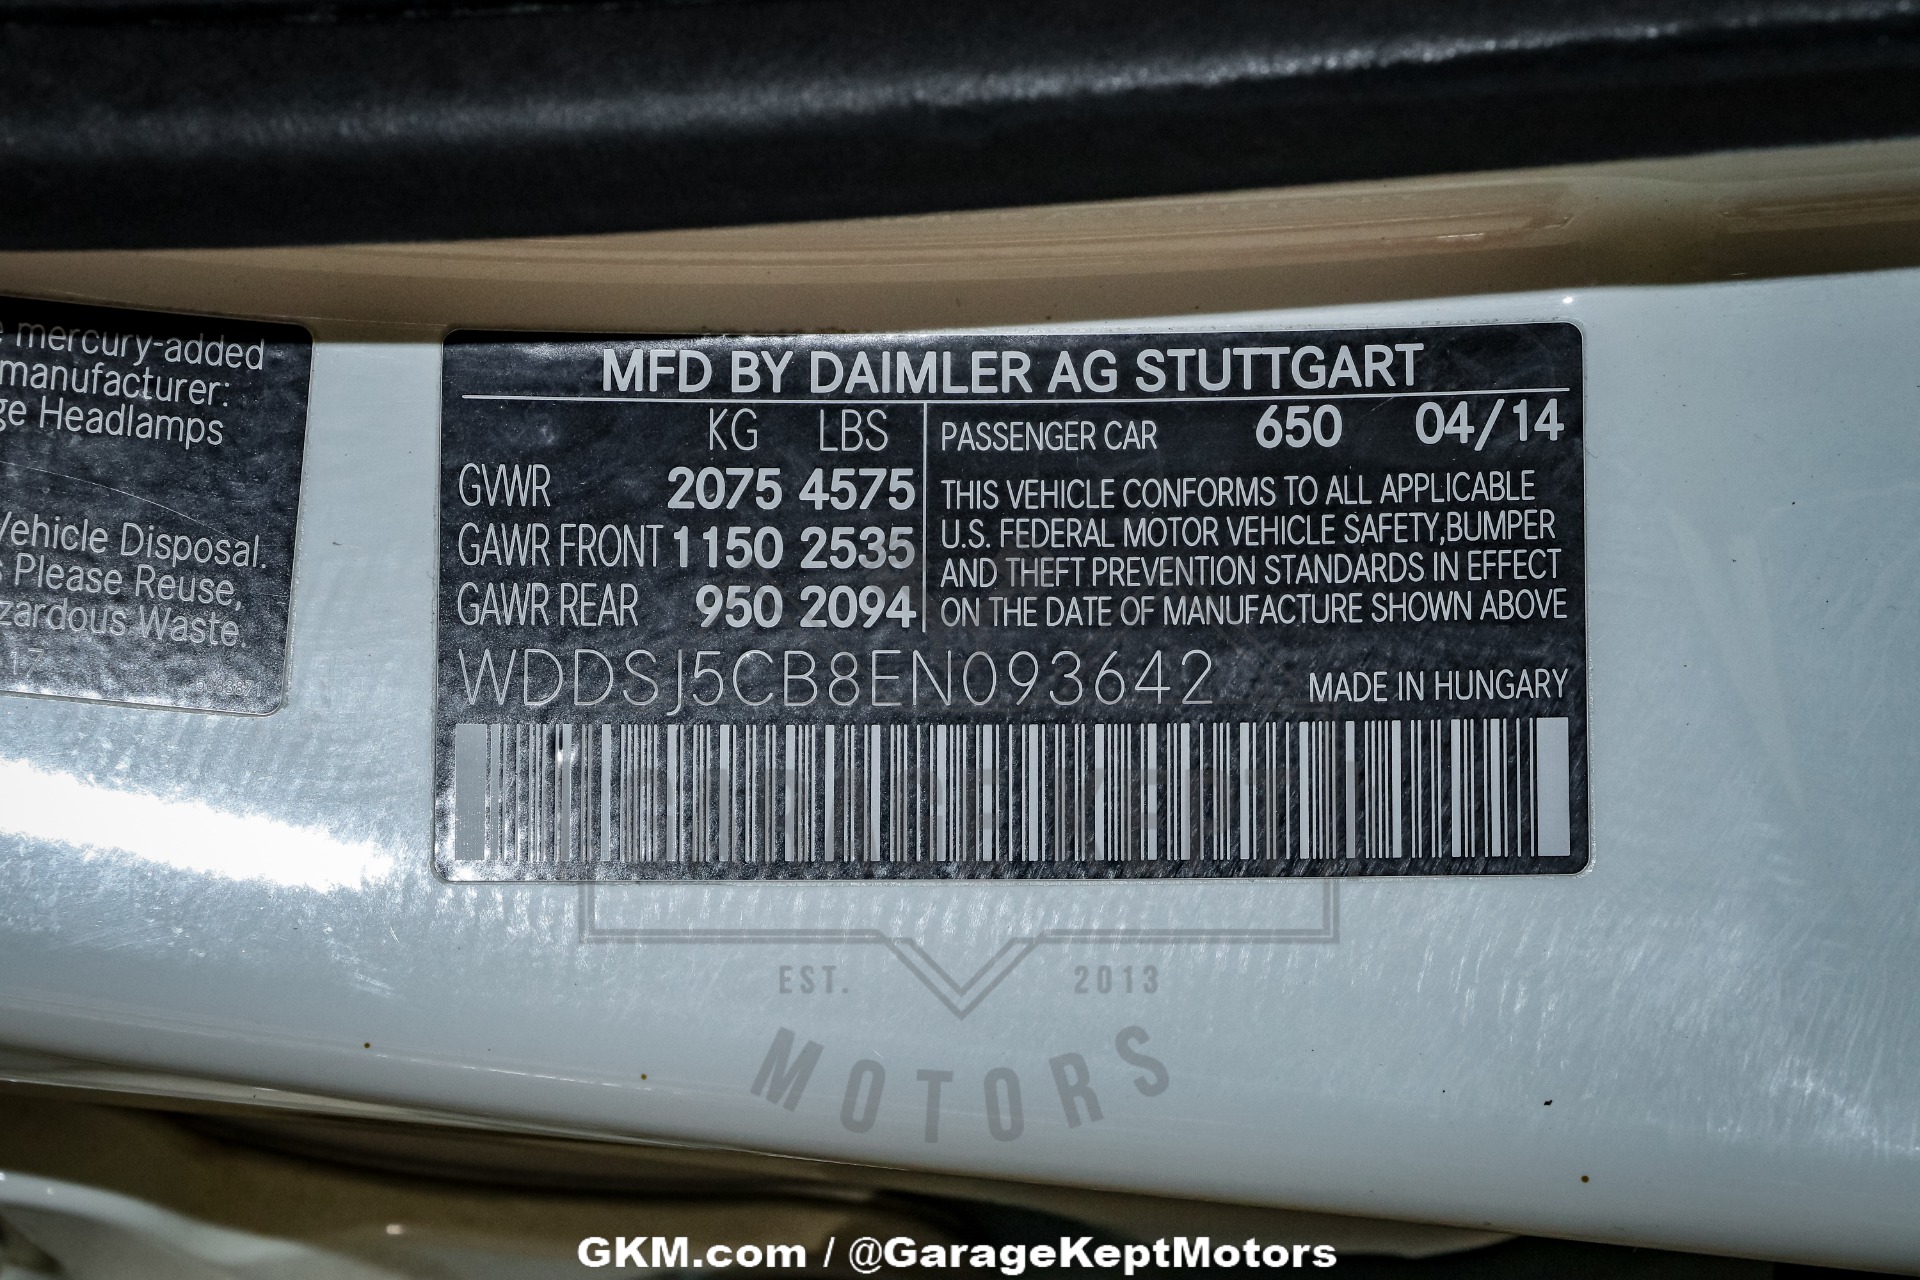 mercury-added
manufacturer:
Headlamps
Vehicle Disposal.
Please Reuse,
Waste.
17
MFD BY DAIMLER AG STUTTGART
KG LBS
GVWR 2075 4575
GAWR FRONT 1150 2535
GAWR REAR 950 2094
PASSENGER CAR 650 04/14
THIS VEHICLE CONFORMS TO ALL APPLICABLE
U.S. FEDERAL MOTOR VEHICLE SAFETY,BUMPER
AND THEFT PREVENTION STANDARDS IN EFFECT
ON THE DATE OF MANUFACTURE SHOWN ABOVE
WDDSJ5CB8EN093642
MADE IN HUNGARY
GARAGE KEPT
EST. 2013
MOTORS
GKM.com / @GarageKeptMotors